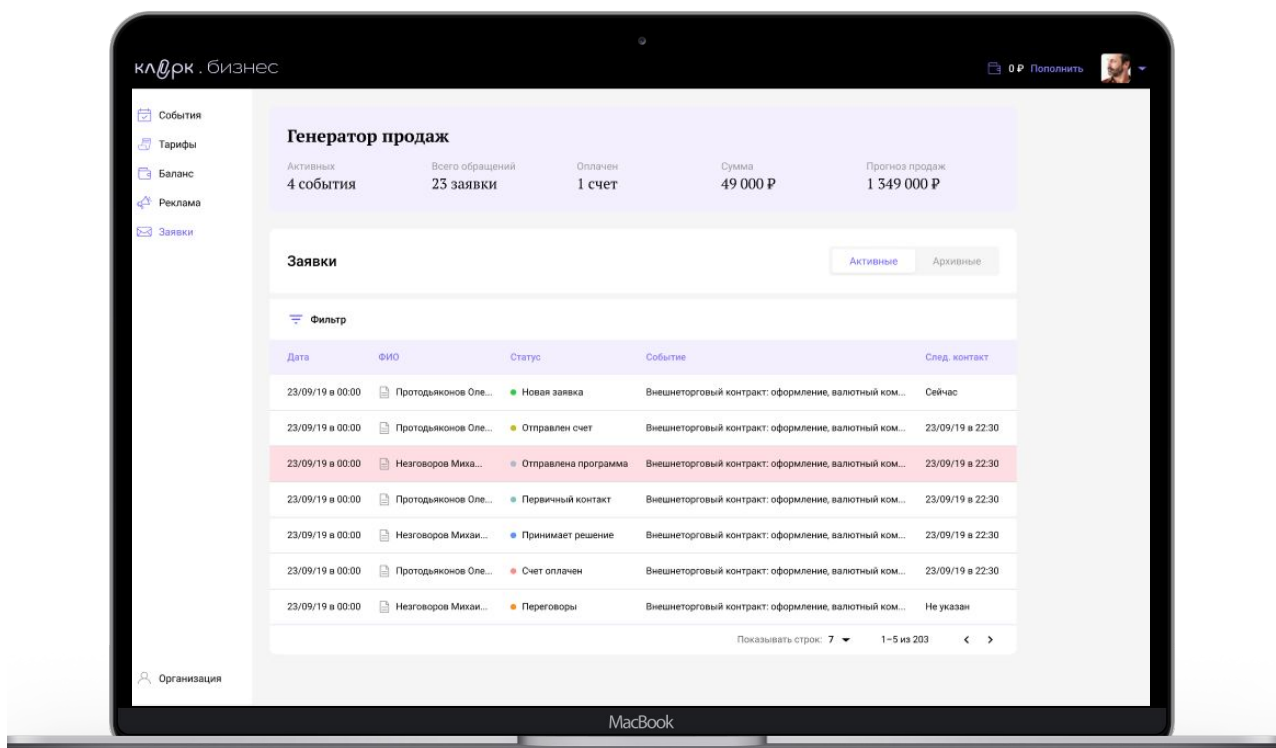 клерк.бизнес
0 ₽ Пополнить
События
Тарифы
Баланс
Реклама
Заявки
Организация
Генератор продаж
Активных Всего обращений Оплачен Сумма Прогноз продаж
4 события 23 заявки 1 счет 49 000 ₽ 1 349 000 ₽
Заявки Активные Архивные
Фильтр
Дата ФИО Статус Событие След. контакт
23/09/19 в 00:00 Протодьяконов Оле... Новая заявка Внешнеторговый контракт: оформление, валютный ком... Сейчас
23/09/19 в 00:00 Протодьяконов Оле... Отправлен счет Внешнеторговый контракт: оформление, валютный ком... 23/09/19 в 22:30
23/09/19 в 00:00 Незговоров Миха... Отправлена программа Внешнеторговый контракт: оформление, валютный ком... 23/09/19 в 22:30
23/09/19 в 00:00 Протодьяконов Оле... Первичный контакт Внешнеторговый контракт: оформление, валютный ком... 23/09/19 в 22:30
23/09/19 в 00:00 Незговоров Михаи... Принимает решение Внешнеторговый контракт: оформление, валютный ком... 23/09/19 в 22:30
23/09/19 в 00:00 Протодьяконов Оле... Счет оплачен Внешнеторговый контракт: оформление, валютный ком... 23/09/19 в 22:30
23/09/19 в 00:00 Незговоров Михаи... Переговоры Внешнеторговый контракт: оформление, валютный ком... Не указан
Показывать строк: 7 1–5 из 203
MacBook